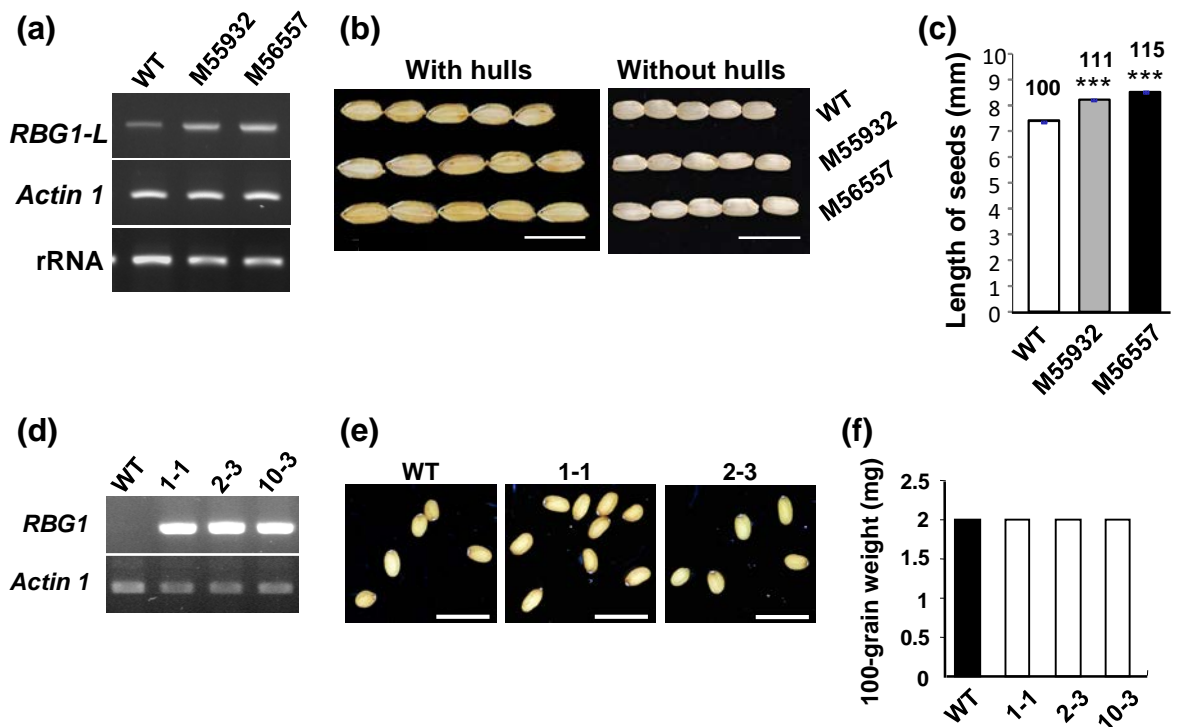 (a)
WT
M55932
M56557
RBG1-L
Actin 1
rRNA
(b)
With hulls
Without hulls
WT
M55932
M56557
(c)
Length of seeds (mm)
10
9
8
7
6
5
4
3
2
1
0
100
111
***
115
***
WT
M55932
M56557
(d)
WT
1-1
2-3
10-3
RBG1
Actin 1
(e)
WT
1-1
2-3
(f)
100-grain weight (mg)
2.5
2
1.5
1
0.5
0
WT
1-1
2-3
10-3